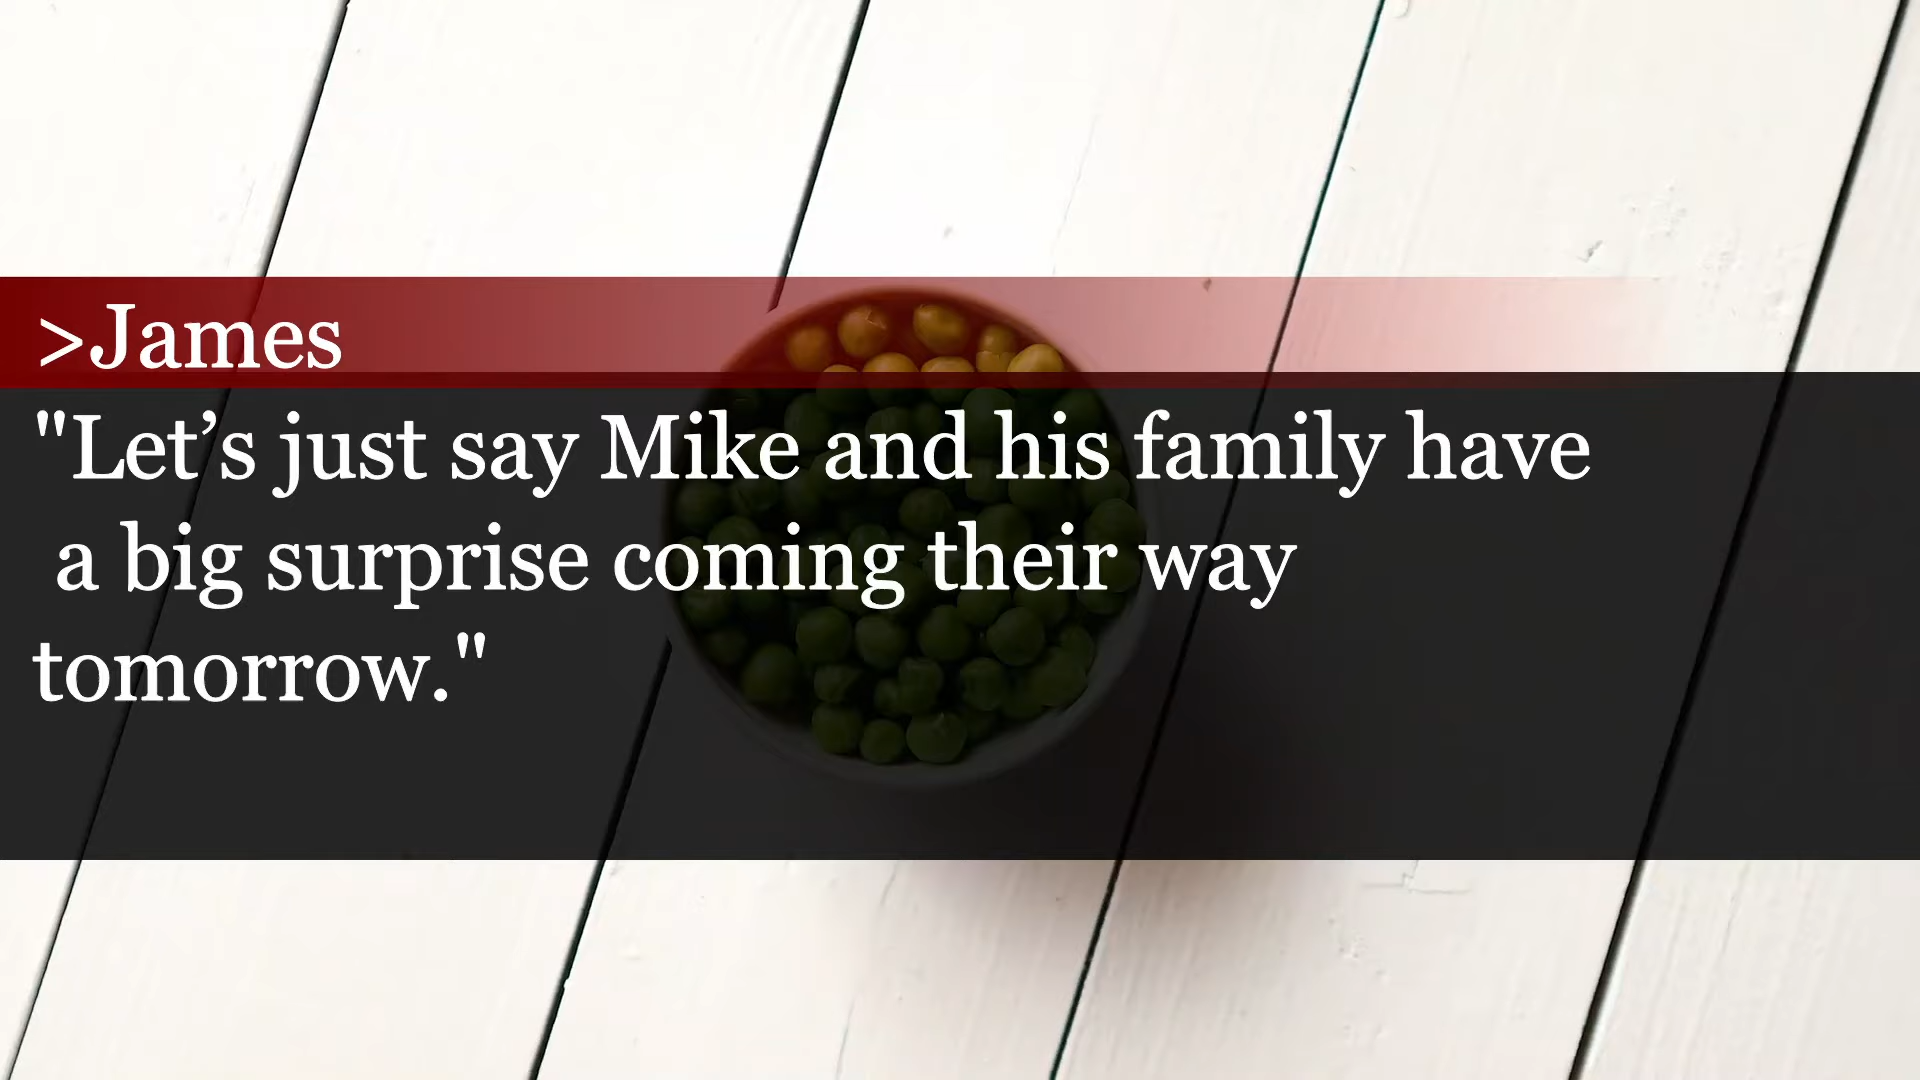 >James
"Let’s just say Mike and his family have
a big surprise coming their way
tomorrow."